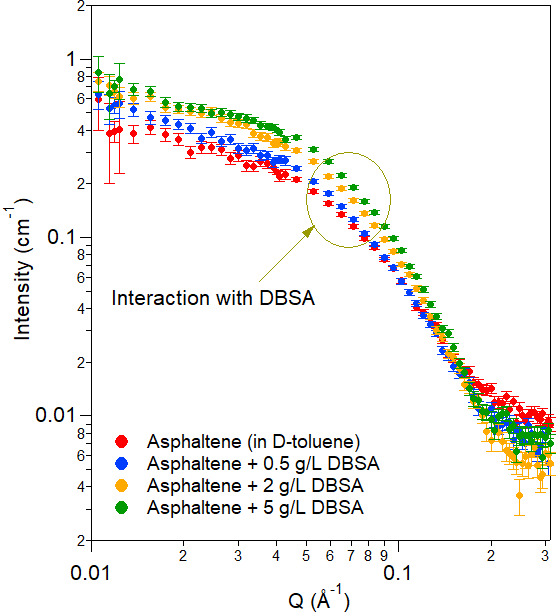 2
1
8
6
4
2
0.1
8
6
4
2
0.01
8
6
4
2
Intensity (cm⁻¹)
Interaction with DBSA
Asphaltene (in D-toluene)
Asphaltene + 0.5 g/L DBSA
Asphaltene + 2 g/L DBSA
Asphaltene + 5 g/L DBSA
0.01 2 3 4 5 6 7 8 9 0.1 2 3
Q (Å⁻¹)